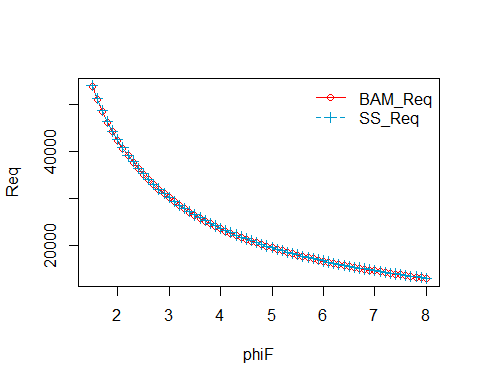 BAM_Req
SS_Req
Req
40000
20000
2 3 4 5 6 7 8
phiF